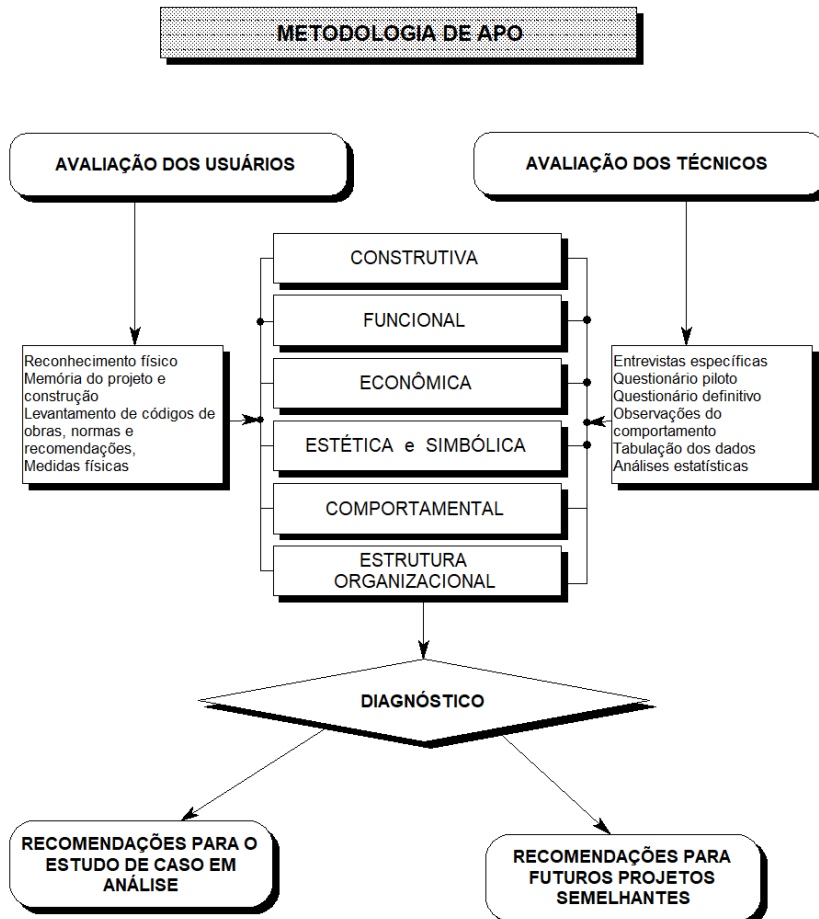 METODOLOGIA DE APO
AVALIAÇÃO DOS USUÁRIOS
AVALIAÇÃO DOS TÉCNICOS
CONSTRUTIVA
FUNCIONAL
ECONÔMICA
ESTÉTICA e SIMBÓLICA
COMPORTAMENTAL
ESTRUTURA
ORGANIZACIONAL
Reconhecimento físico
Memória do projeto e
construção
Levantamento de códigos de
obras, normas e
recomendações,
Medidas físicas
Entrevistas específicas
Questionário piloto
Questionário definitivo
Observações do
comportamento
Tabulação dos dados
Análises estatísticas
DIAGNÓSTICO
RECOMENDAÇÕES PARA O
ESTUDO DE CASO EM
ANÁLISE
RECOMENDAÇÕES PARA
FUTUROS PROJETOS
SEMELHANTES